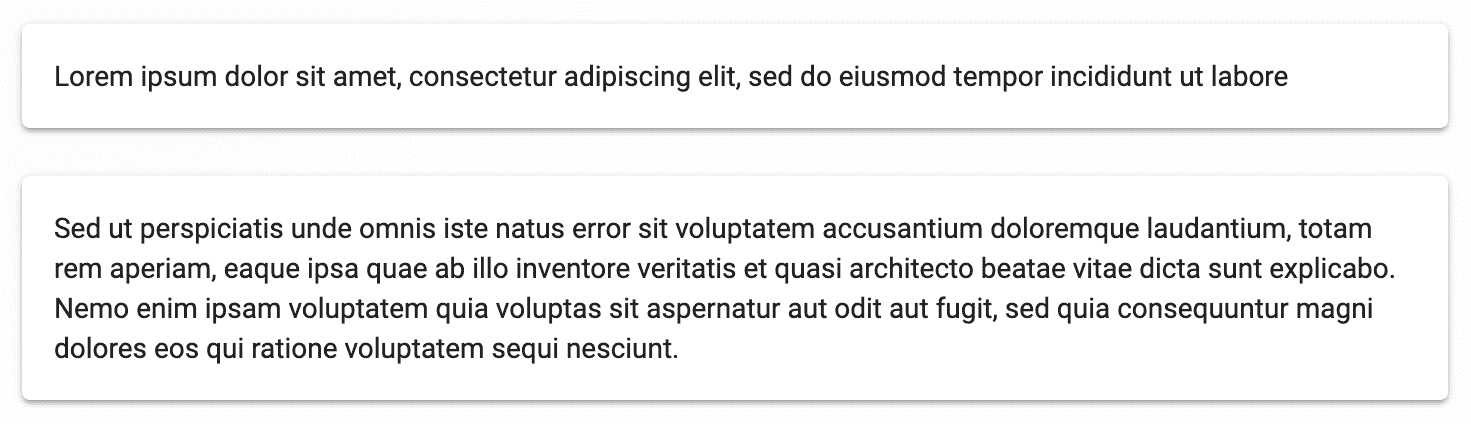 Lorem ipsum dolor sit amet, consectetur adipiscing elit, sed do eiusmod tempor incididunt ut labore
Sed ut perspiciatis unde omnis iste natus error sit voluptatem accusantium doloremque laudantium, totam
rem aperiam, eaque ipsa quae ab illo inventore veritatis et quasi architecto beatae vitae dicta sunt explicabo.
Nemo enim ipsam voluptatem quia voluptas sit aspernatur aut odit aut fugit, sed quia consequuntur magni
dolores eos qui ratione voluptatem sequi nesciunt.